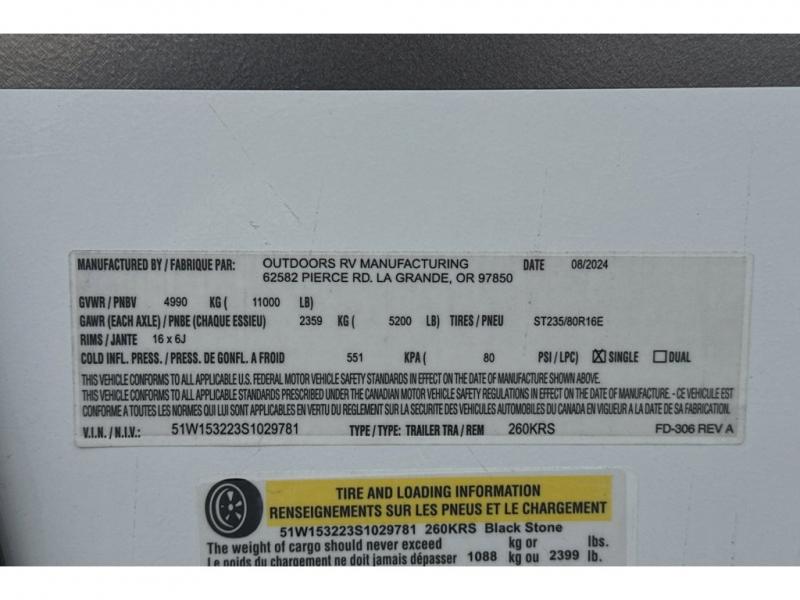 MANUFACTURED BY / FABRIQUE PAR: OUTDOORS RV MANUFACTURING DATE 08/2024
62582 PIERCE RD. LA GRANDE, OR 97850
GVWR / PNBV 4990 KG ( 11000 LB)
GAWR (EACH AXLE) / PNBE (CHAQUE ESSIEU) 2359 KG ( 5200 LB) TIRES / PNEU ST235/80R16E
RIMS / JANTE 16 x 6J
COLD INFL. PRESS. / PRESS. DE GONFL. A FROID 551 KPA ( 80 PSI / LPC) ☒ SINGLE ☐ DUAL
THIS VEHICLE CONFORMS TO ALL APPLICABLE U.S. FEDERAL MOTOR VEHICLE SAFETY STANDARDS IN EFFECT ON THE DATE OF MANUFACTURE SHOWN ABOVE.
THIS VEHICLE CONFORMS TO ALL APPLICABLE STANDARDS PRESCRIBED UNDER THE CANADIAN MOTOR VEHICLE SAFETY REGULATIONS IN EFFECT ON THE DATE OF MANUFACTURE. - CE VEHICULE EST
CONFORME A TOUTES LES NORMES QUI LUI SONT APPLICABLES EN VERTU DU REGLEMENT SUR LA SECURITE DES VEHICULES AUTOMOBILES DU CANADA EN VIGUEUR A LA DATE DE SA FABRICATION.
V.I.N. / N.I.V.: 51W153223S1029781 TYPE / TYPE: TRAILER TRA / REM 260KRS FD-306 REV A
TIRE AND LOADING INFORMATION
RENSEIGNEMENTS SUR LES PNEUS ET LE CHARGEMENT
51W153223S1029781 260KRS Black Stone
The weight of cargo should never exceed kg or lbs.
Le poids du chargement ne doit jamais dépasser 1088 kg ou 2399 lb.